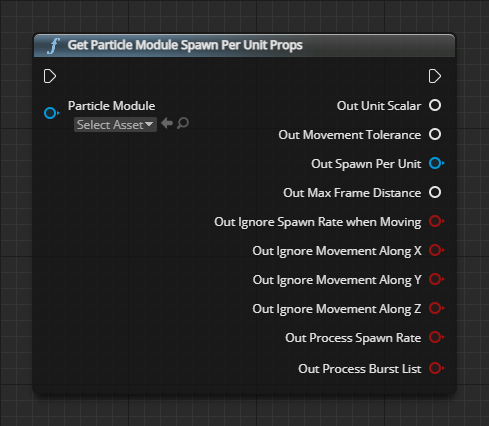 f Get Particle Module Spawn Per Unit Props
Particle Module
Select Asset
Out Unit Scalar
Out Movement Tolerance
Out Spawn Per Unit
Out Max Frame Distance
Out Ignore Spawn Rate when Moving
Out Ignore Movement Along X
Out Ignore Movement Along Y
Out Ignore Movement Along Z
Out Process Spawn Rate
Out Process Burst List